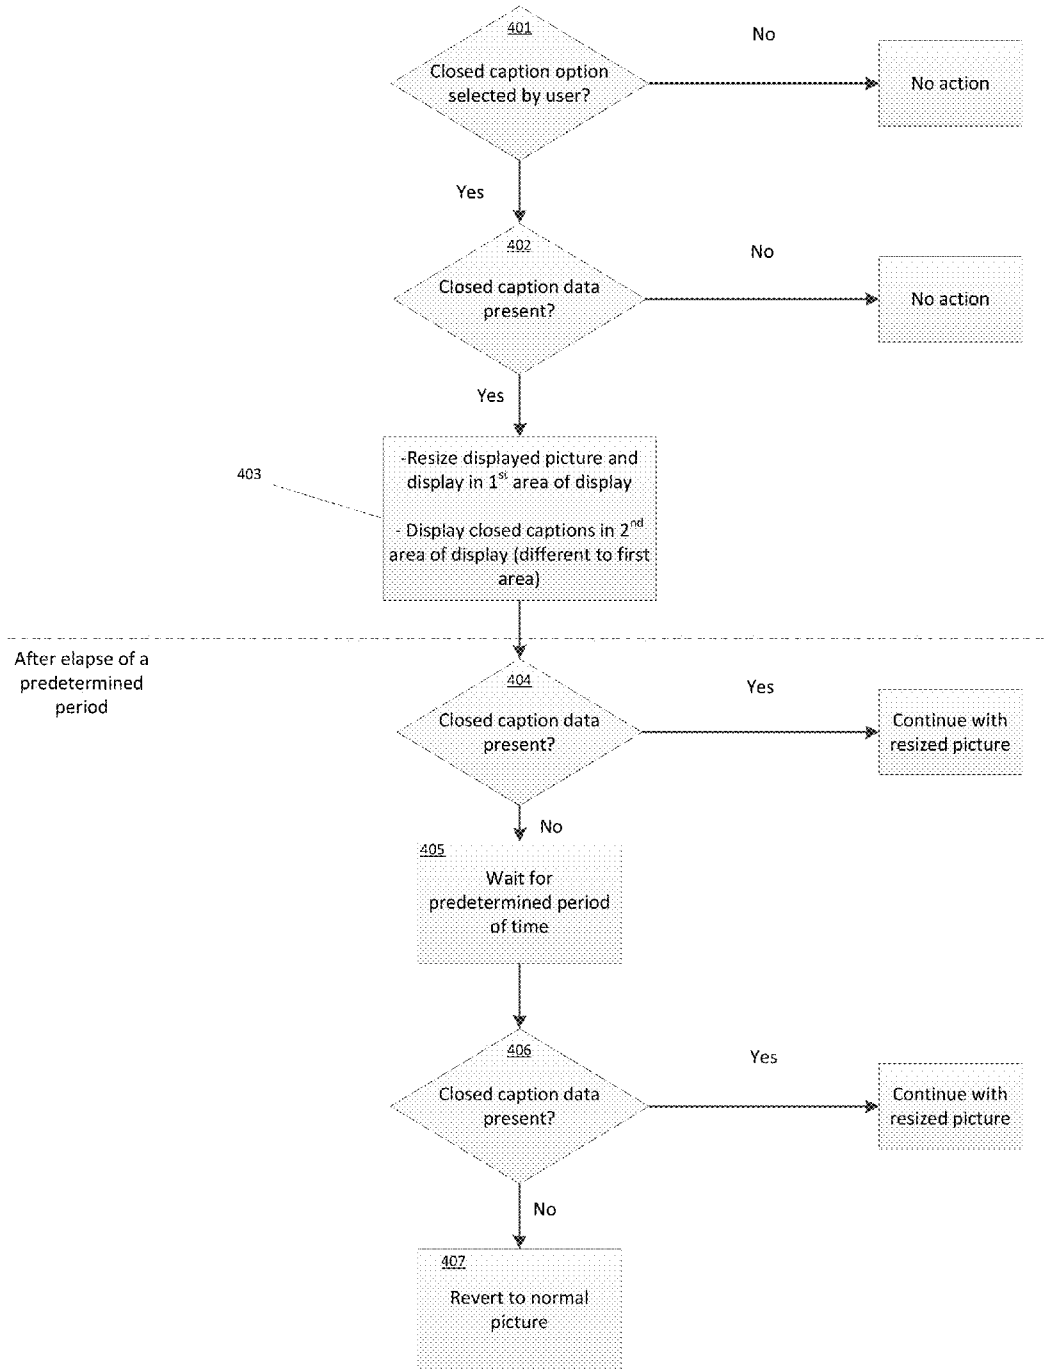 401
Closed caption option
selected by user?
No
No action
Yes
402
Closed caption data
present?
No
No action
Yes
403
-Resize displayed picture and
display in 1st area of display
- Display closed captions in 2nd
area of display (different to first
area)
After elapse of a
predetermined
period
404
Closed caption data
present?
Yes
Continue with
resized picture
No
405
Wait for
predetermined period
of time
406
Closed caption data
present?
Yes
Continue with
resized picture
No
407
Revert to normal
picture